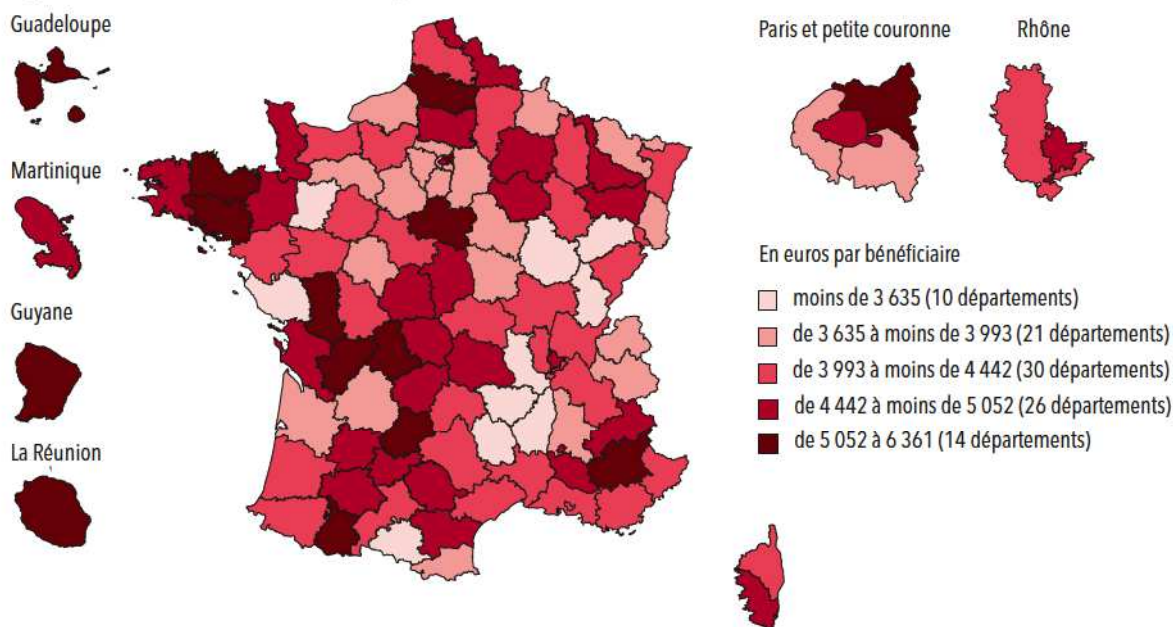 Guadeloupe
Martinique
Guyane
La Réunion
Paris et petite couronne
Rhône
En euros par bénéficiaire
moins de 3 635 (10 départements)
de 3 635 à moins de 3 993 (21 départements)
de 3 993 à moins de 4 442 (30 départements)
de 4 442 à moins de 5 052 (26 départements)
de 5 052 à 6 361 (14 départements)